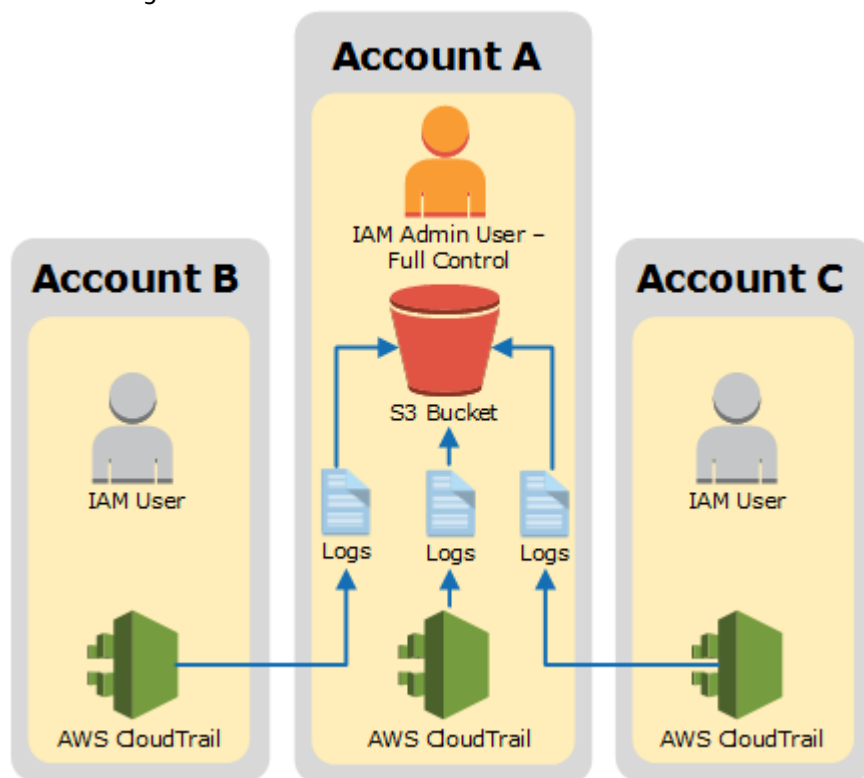 Account A
IAM Admin User –
Full Control
S3 Bucket
Account B
IAM User
Account C
IAM User
Logs
Logs
Logs
AWS CloudTrail
AWS CloudTrail
AWS CloudTrail